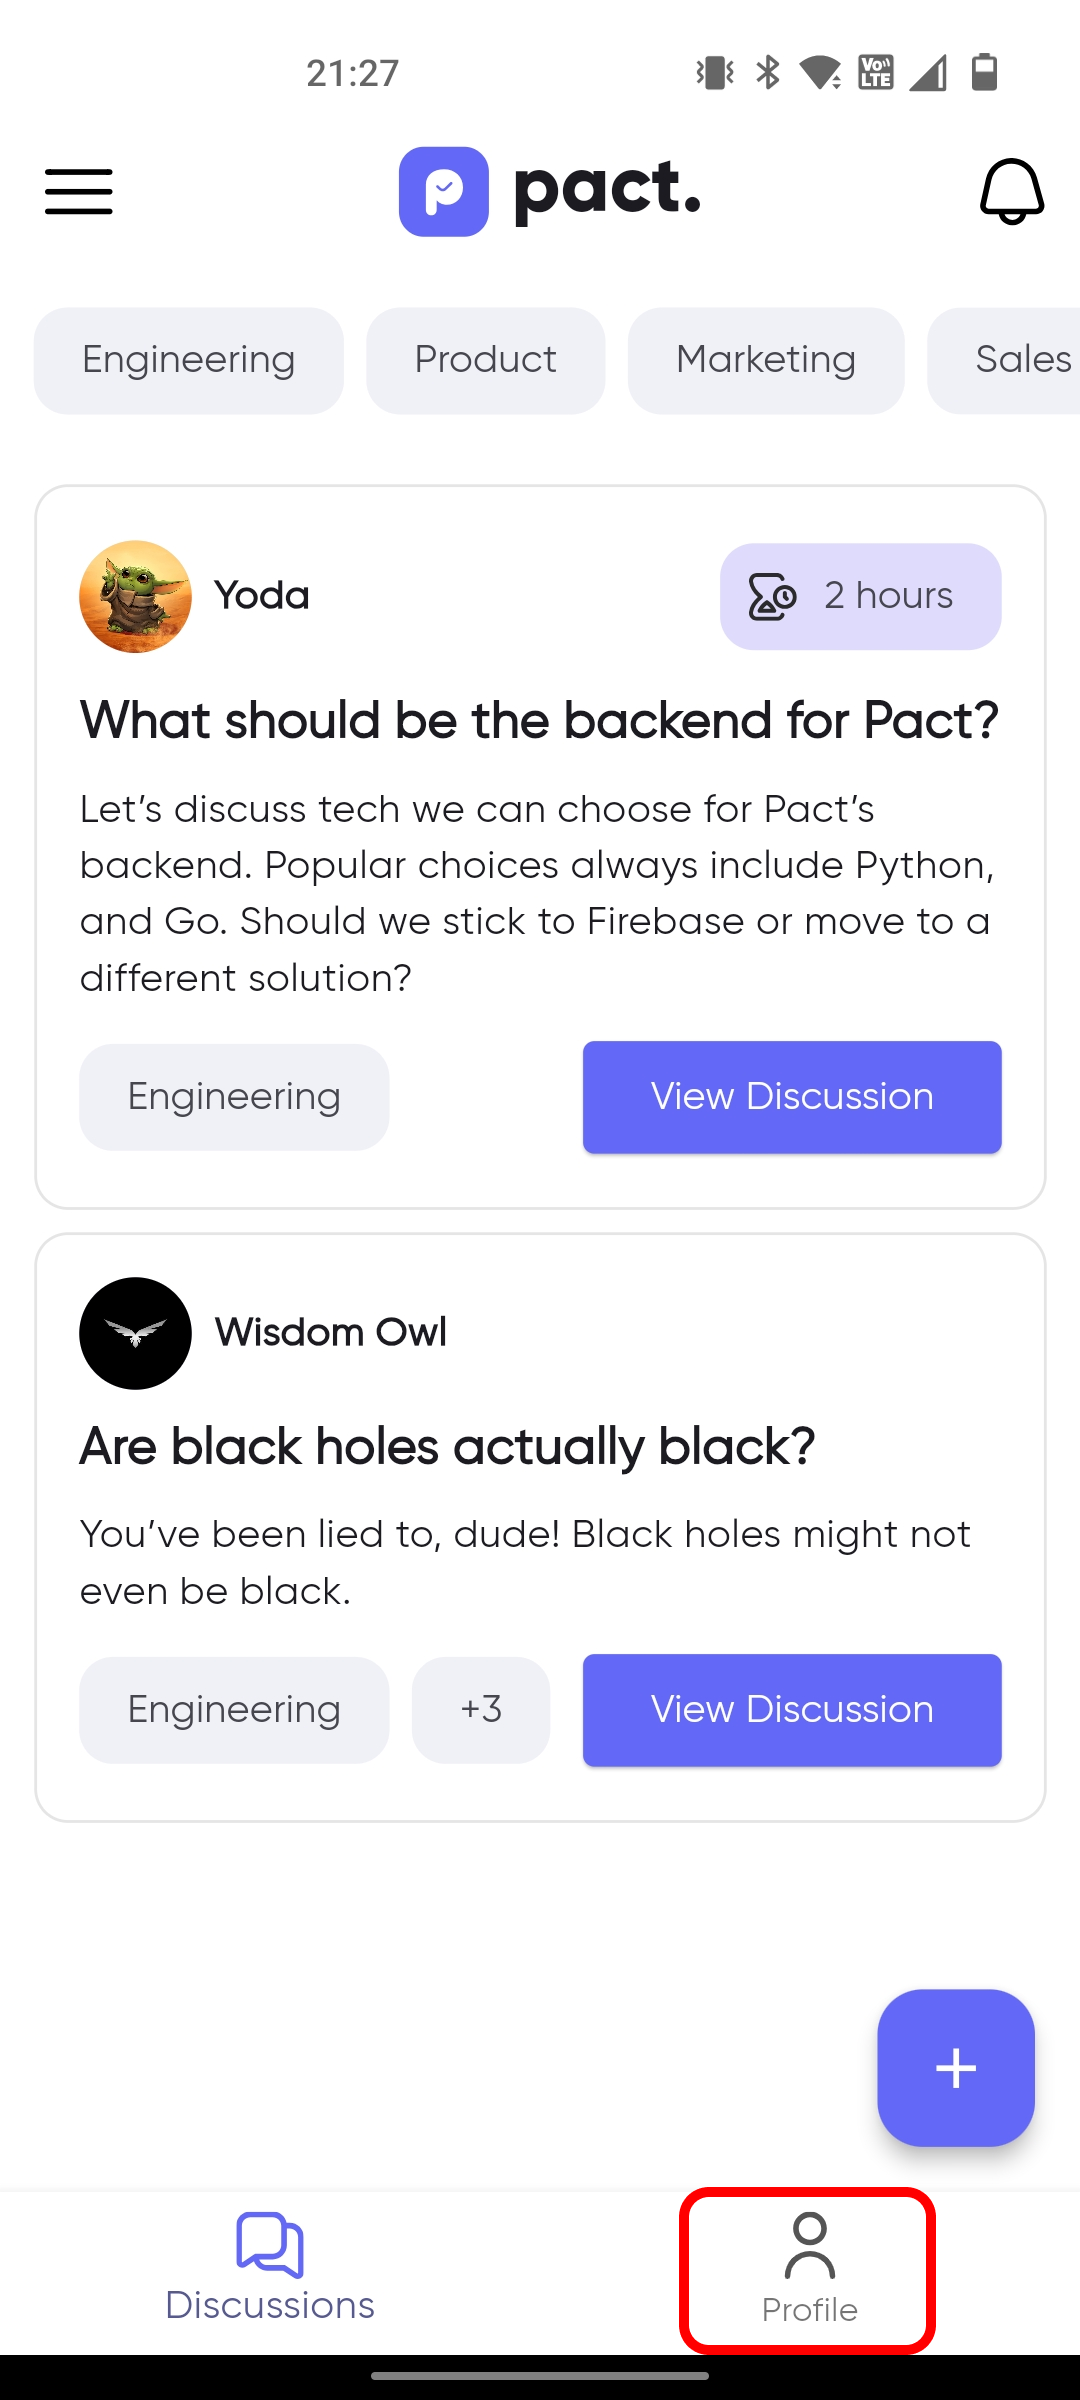 21:27
Vo LTE
pact.
Engineering Product Marketing Sales
Yoda
2 hours
What should be the backend for Pact?
Let's discuss tech we can choose for Pact's
backend. Popular choices always include Python,
and Go. Should we stick to Firebase or move to a
different solution?
Engineering
View Discussion
Wisdom Owl
Are black holes actually black?
You've been lied to, dude! Black holes might not
even be black.
Engineering +3
View Discussion
+
Discussions
Profile